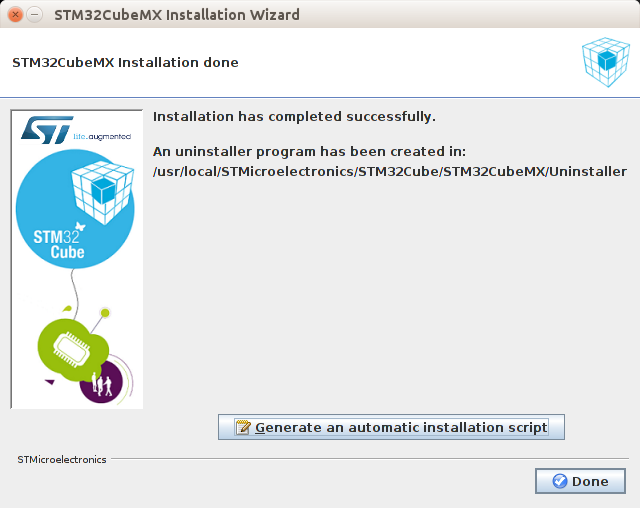 STM32CubeMX Installation Wizard
STM32CubeMX Installation done
Installation has completed successfully.
An uninstaller program has been created in:
/usr/local/STMicroelectronics/STM32Cube/STM32CubeMX/Uninstaller
ST
life.augmented
STM32
Cube
Generate an automatic installation script
STMicroelectronics
Done